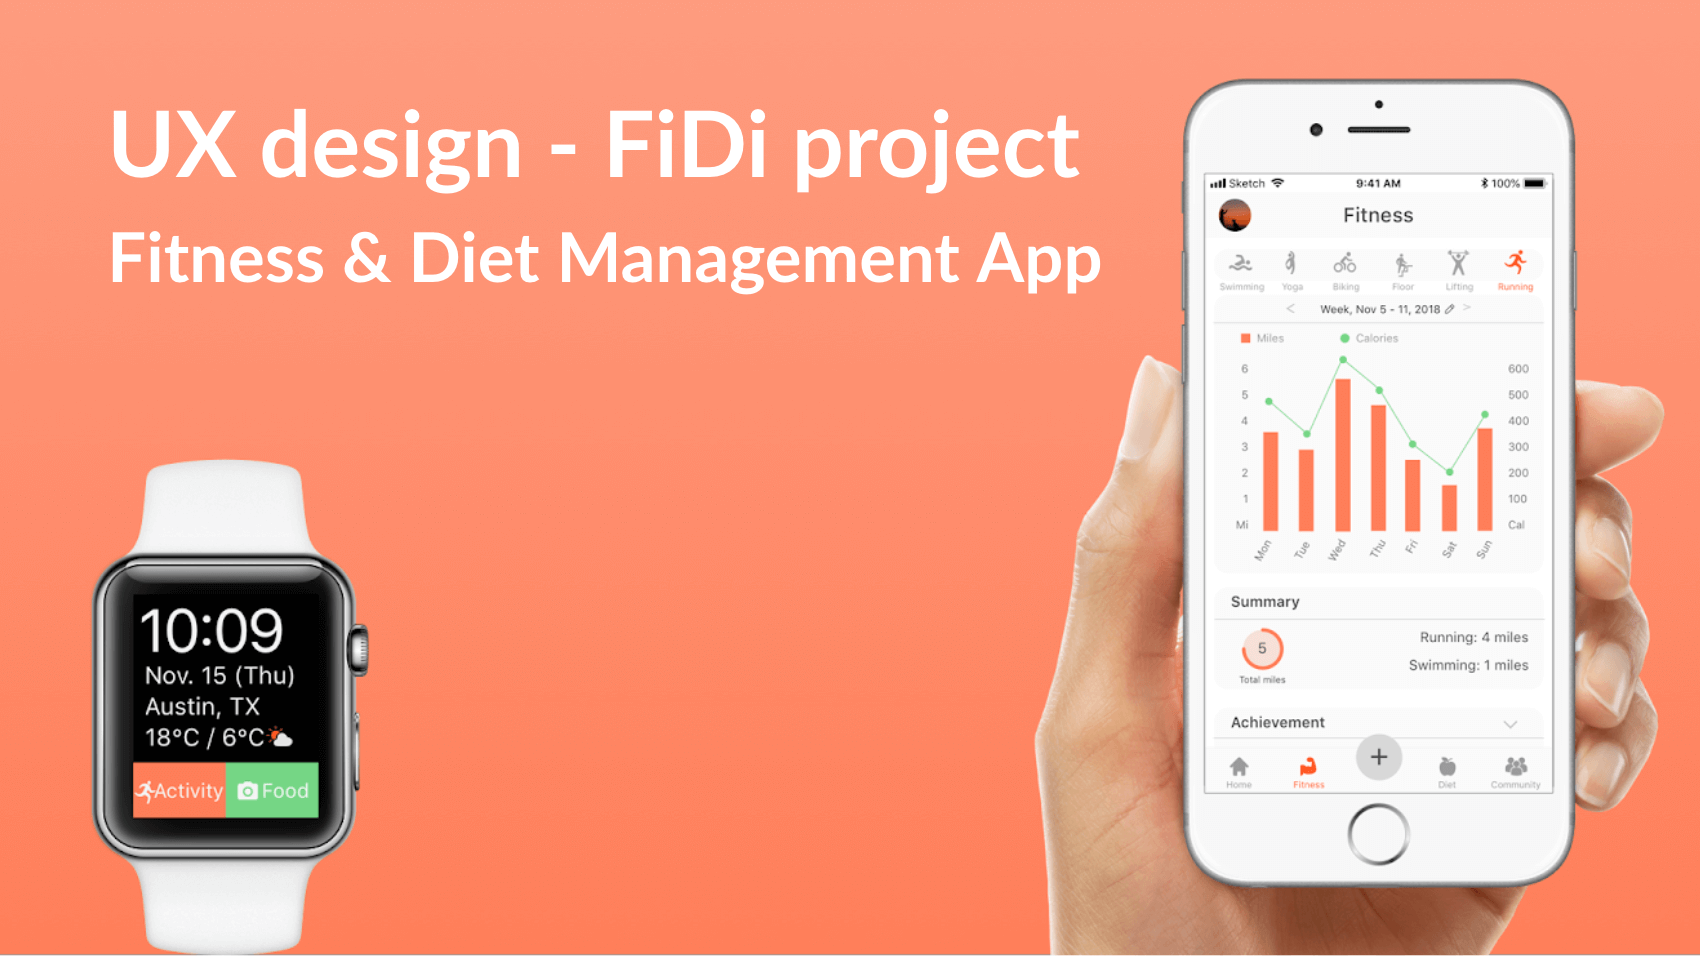 UX design - FiDi project
Fitness & Diet Management App
10:09
Nov. 15 (Thu)
Austin, TX
18°C / 6°C
Activity Food
Sketch 9:41 AM 100%
Fitness
Swimming Yoga Biking Floor Lifting Running
< Week, Nov 5 - 11, 2018 >
Miles Calories
6 600
5 500
4 400
3 300
2 200
1 100
Mi Cal
Mon Tue Wed Thu Fri Sat Sun
Summary
5
Total miles
Running: 4 miles
Swimming: 1 miles
Achievement
+
Home Fitness Diet Community